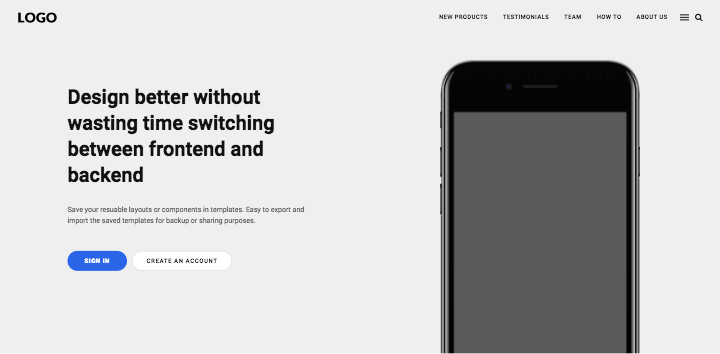 LOGO
NEW PRODUCTS TESTIMONIALS TEAM HOW TO ABOUT US
Design better without
wasting time switching
between frontend and
backend
Save your resuable layouts or components in templates. Easy to export and
import the saved templates for backup or sharing purposes.
SIGN IN CREATE AN ACCOUNT